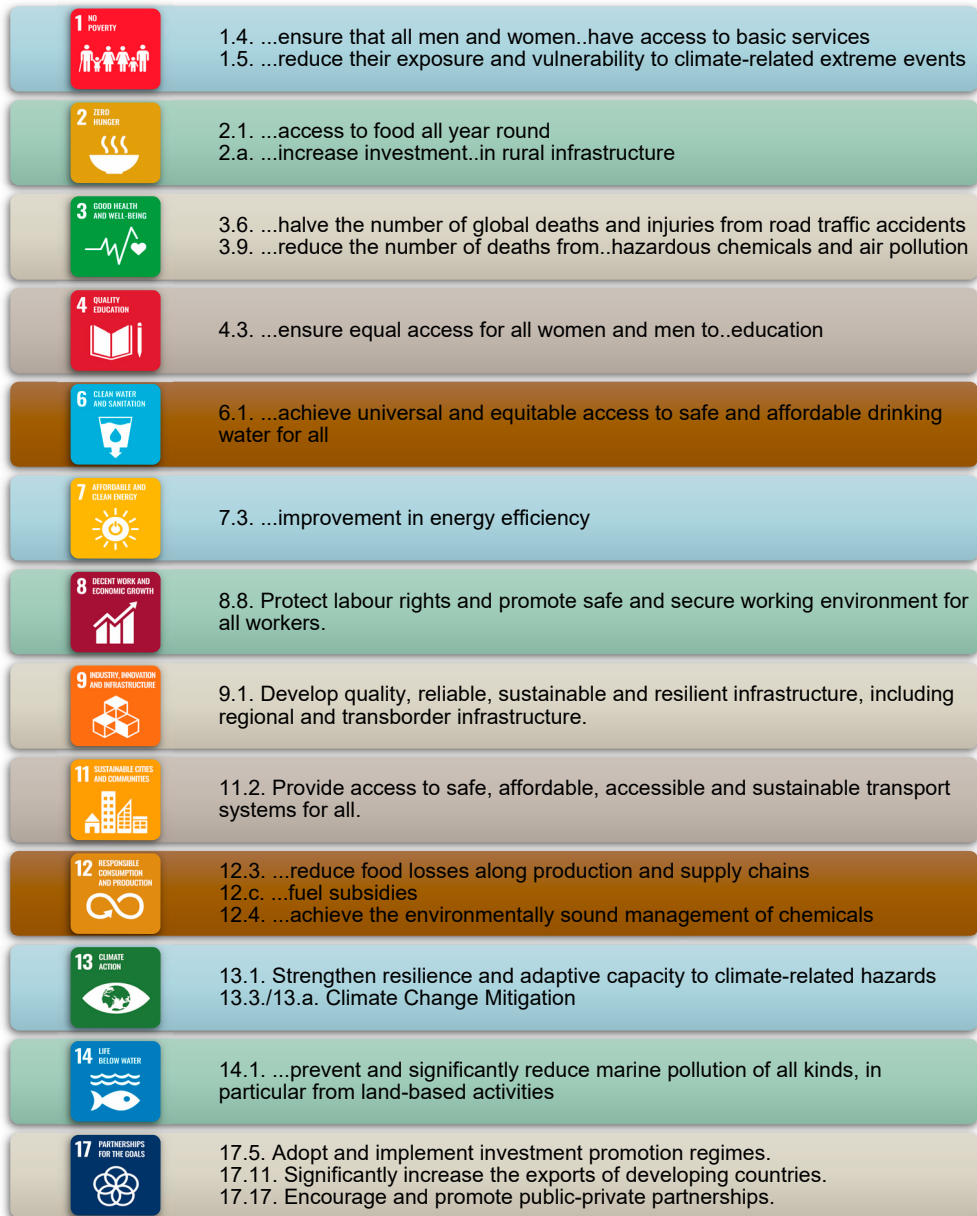 1 NO
POVERTY
1.4. ...ensure that all men and women..have access to basic services
1.5. ...reduce their exposure and vulnerability to climate-related extreme events
2 ZERO
HUNGER
2.1. ...access to food all year round
2.a. ...increase investment..in rural infrastructure
3 GOOD HEALTH
AND WELL-BEING
3.6. ...halve the number of global deaths and injuries from road traffic accidents
3.9. ...reduce the number of deaths from..hazardous chemicals and air pollution
4 QUALITY
EDUCATION
4.3. ...ensure equal access for all women and men to..education
6 CLEAN WATER
AND SANITATION
6.1. ...achieve universal and equitable access to safe and affordable drinking
water for all
7 AFFORDABLE AND
CLEAN ENERGY
7.3. ...improvement in energy efficiency
8 DECENT WORK AND
ECONOMIC GROWTH
8.8. Protect labour rights and promote safe and secure working environment for
all workers.
9 INDUSTRY, INNOVATION
AND INFRASTRUCTURE
9.1. Develop quality, reliable, sustainable and resilient infrastructure, including
regional and transborder infrastructure.
11 SUSTAINABLE CITIES
AND COMMUNITIES
11.2. Provide access to safe, affordable, accessible and sustainable transport
systems for all.
12 RESPONSIBLE
CONSUMPTION
AND PRODUCTION
12.3. ...reduce food losses along production and supply chains
12.c. ...fuel subsidies
12.4. ...achieve the environmentally sound management of chemicals
13 CLIMATE
ACTION
13.1. Strengthen resilience and adaptive capacity to climate-related hazards
13.3./13.a. Climate Change Mitigation
14 LIFE
BELOW WATER
14.1. ...prevent and significantly reduce marine pollution of all kinds, in
particular from land-based activities
17 PARTNERSHIPS
FOR THE GOALS
17.5. Adopt and implement investment promotion regimes.
17.11. Significantly increase the exports of developing countries.
17.17. Encourage and promote public-private partnerships.